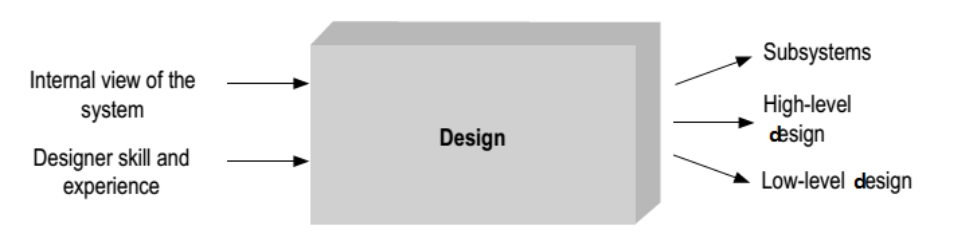 Internal view of the
system
Designer skill and
experience
Design
Subsystems
High-level
design
Low-level design